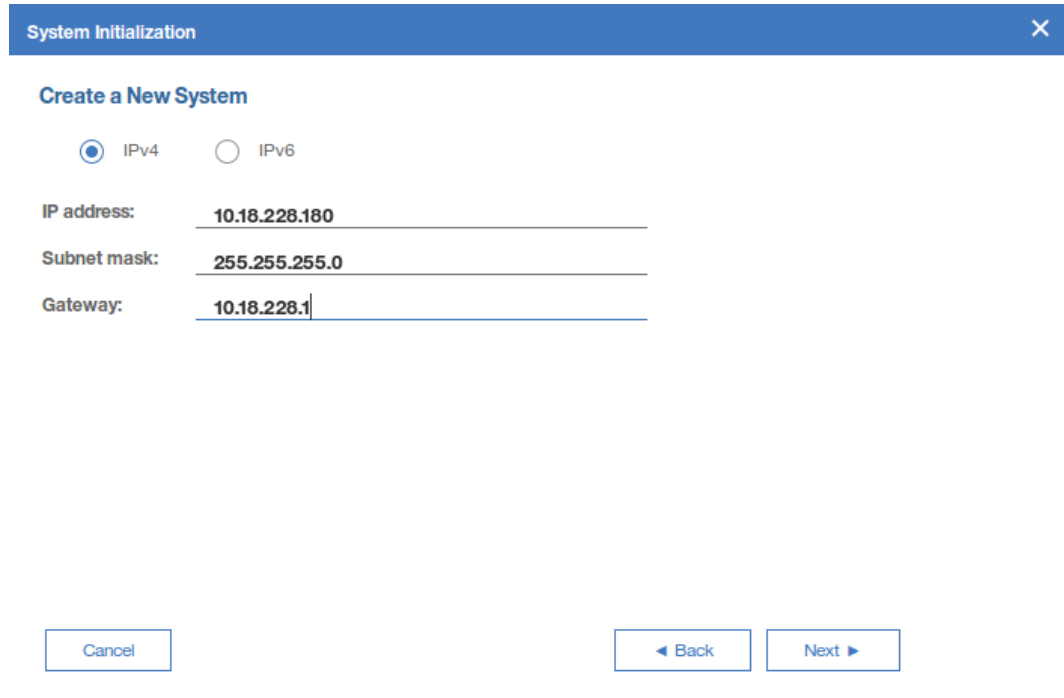 System Initialization
Create a New System
IPv4 IPv6
IP address: 10.18.228.180
Subnet mask: 255.255.255.0
Gateway: 10.18.228.1
Cancel ◄ Back Next ►